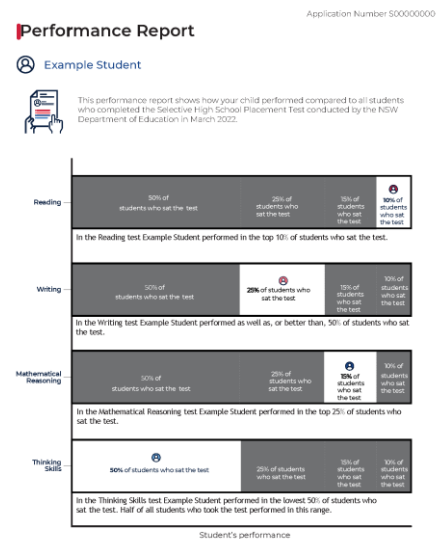 Application Number S00000000
Performance Report
Example Student
This performance report shows how your child performed compared to all students
who completed the Selective High School Placement Test conducted by the NSW
Department of Education in March 2022.
Reading
50% of
students who sat the test
25% of
students who
sat the test
15% of
students who
sat the test
10% of
students who
sat the test
In the Reading test Example Student performed in the top 10% of students who sat the test.
Writing
50% of
students who sat the test
25% of students who
sat the test
15% of
students who
sat the test
10% of
students who
sat the test
In the Writing test Example Student performed as well as, or better than, 50% of students who sat
the test.
Mathematical
Reasoning
50% of
students who sat the test
25% of
students who
sat the test
15% of
students who
sat the test
10% of
students who
sat the test
In the Mathematical Reasoning test Example Student performed in the top 25% of students who
sat the test.
Thinking
Skills
50% of students who sat the test
25% of students who
sat the test
15% of
students who
sat the test
10% of
students who
sat the test
In the Thinking Skills test Example Student performed in the lowest 50% of students who
sat the test. Half of all students who took the test performed in this range.
Student's performance